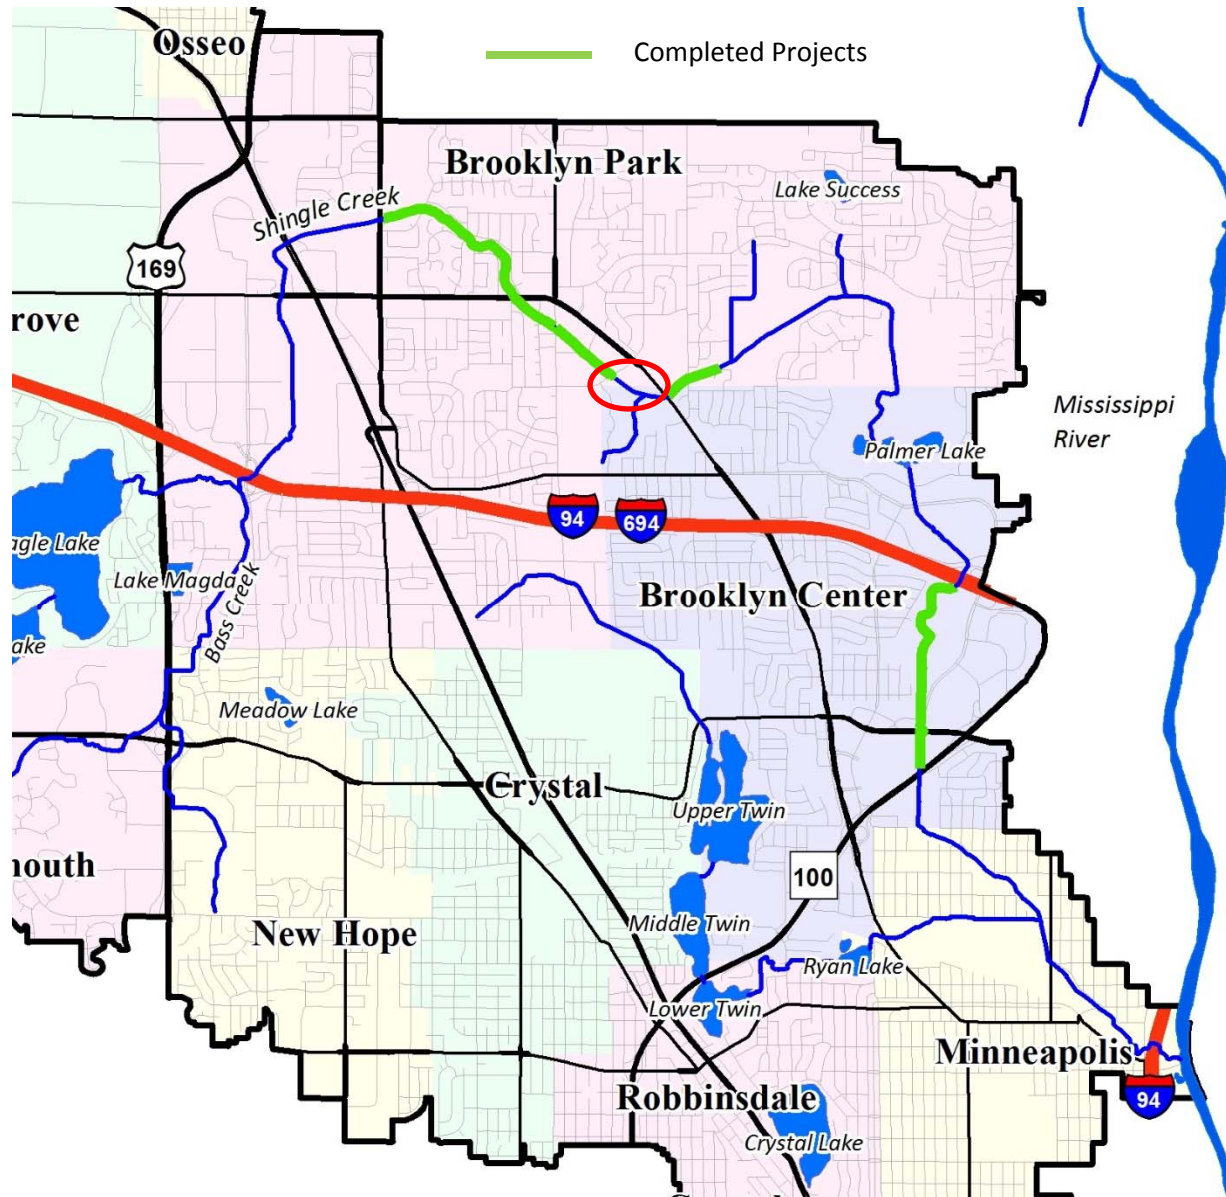 Osseo
Completed Projects
Brooklyn Park
Lake Success
Shingle Creek
169
rove
Mississippi
River
Palmer Lake
94
694
agle Lake
Lake Magda
Bass Creek
Brooklyn Center
ake
Meadow Lake
Crystal
Upper Twin
mouth
100
New Hope
Middle Twin
Ryan Lake
Lower Twin
Minneapolis
Robbinsdale
94
Crystal Lake